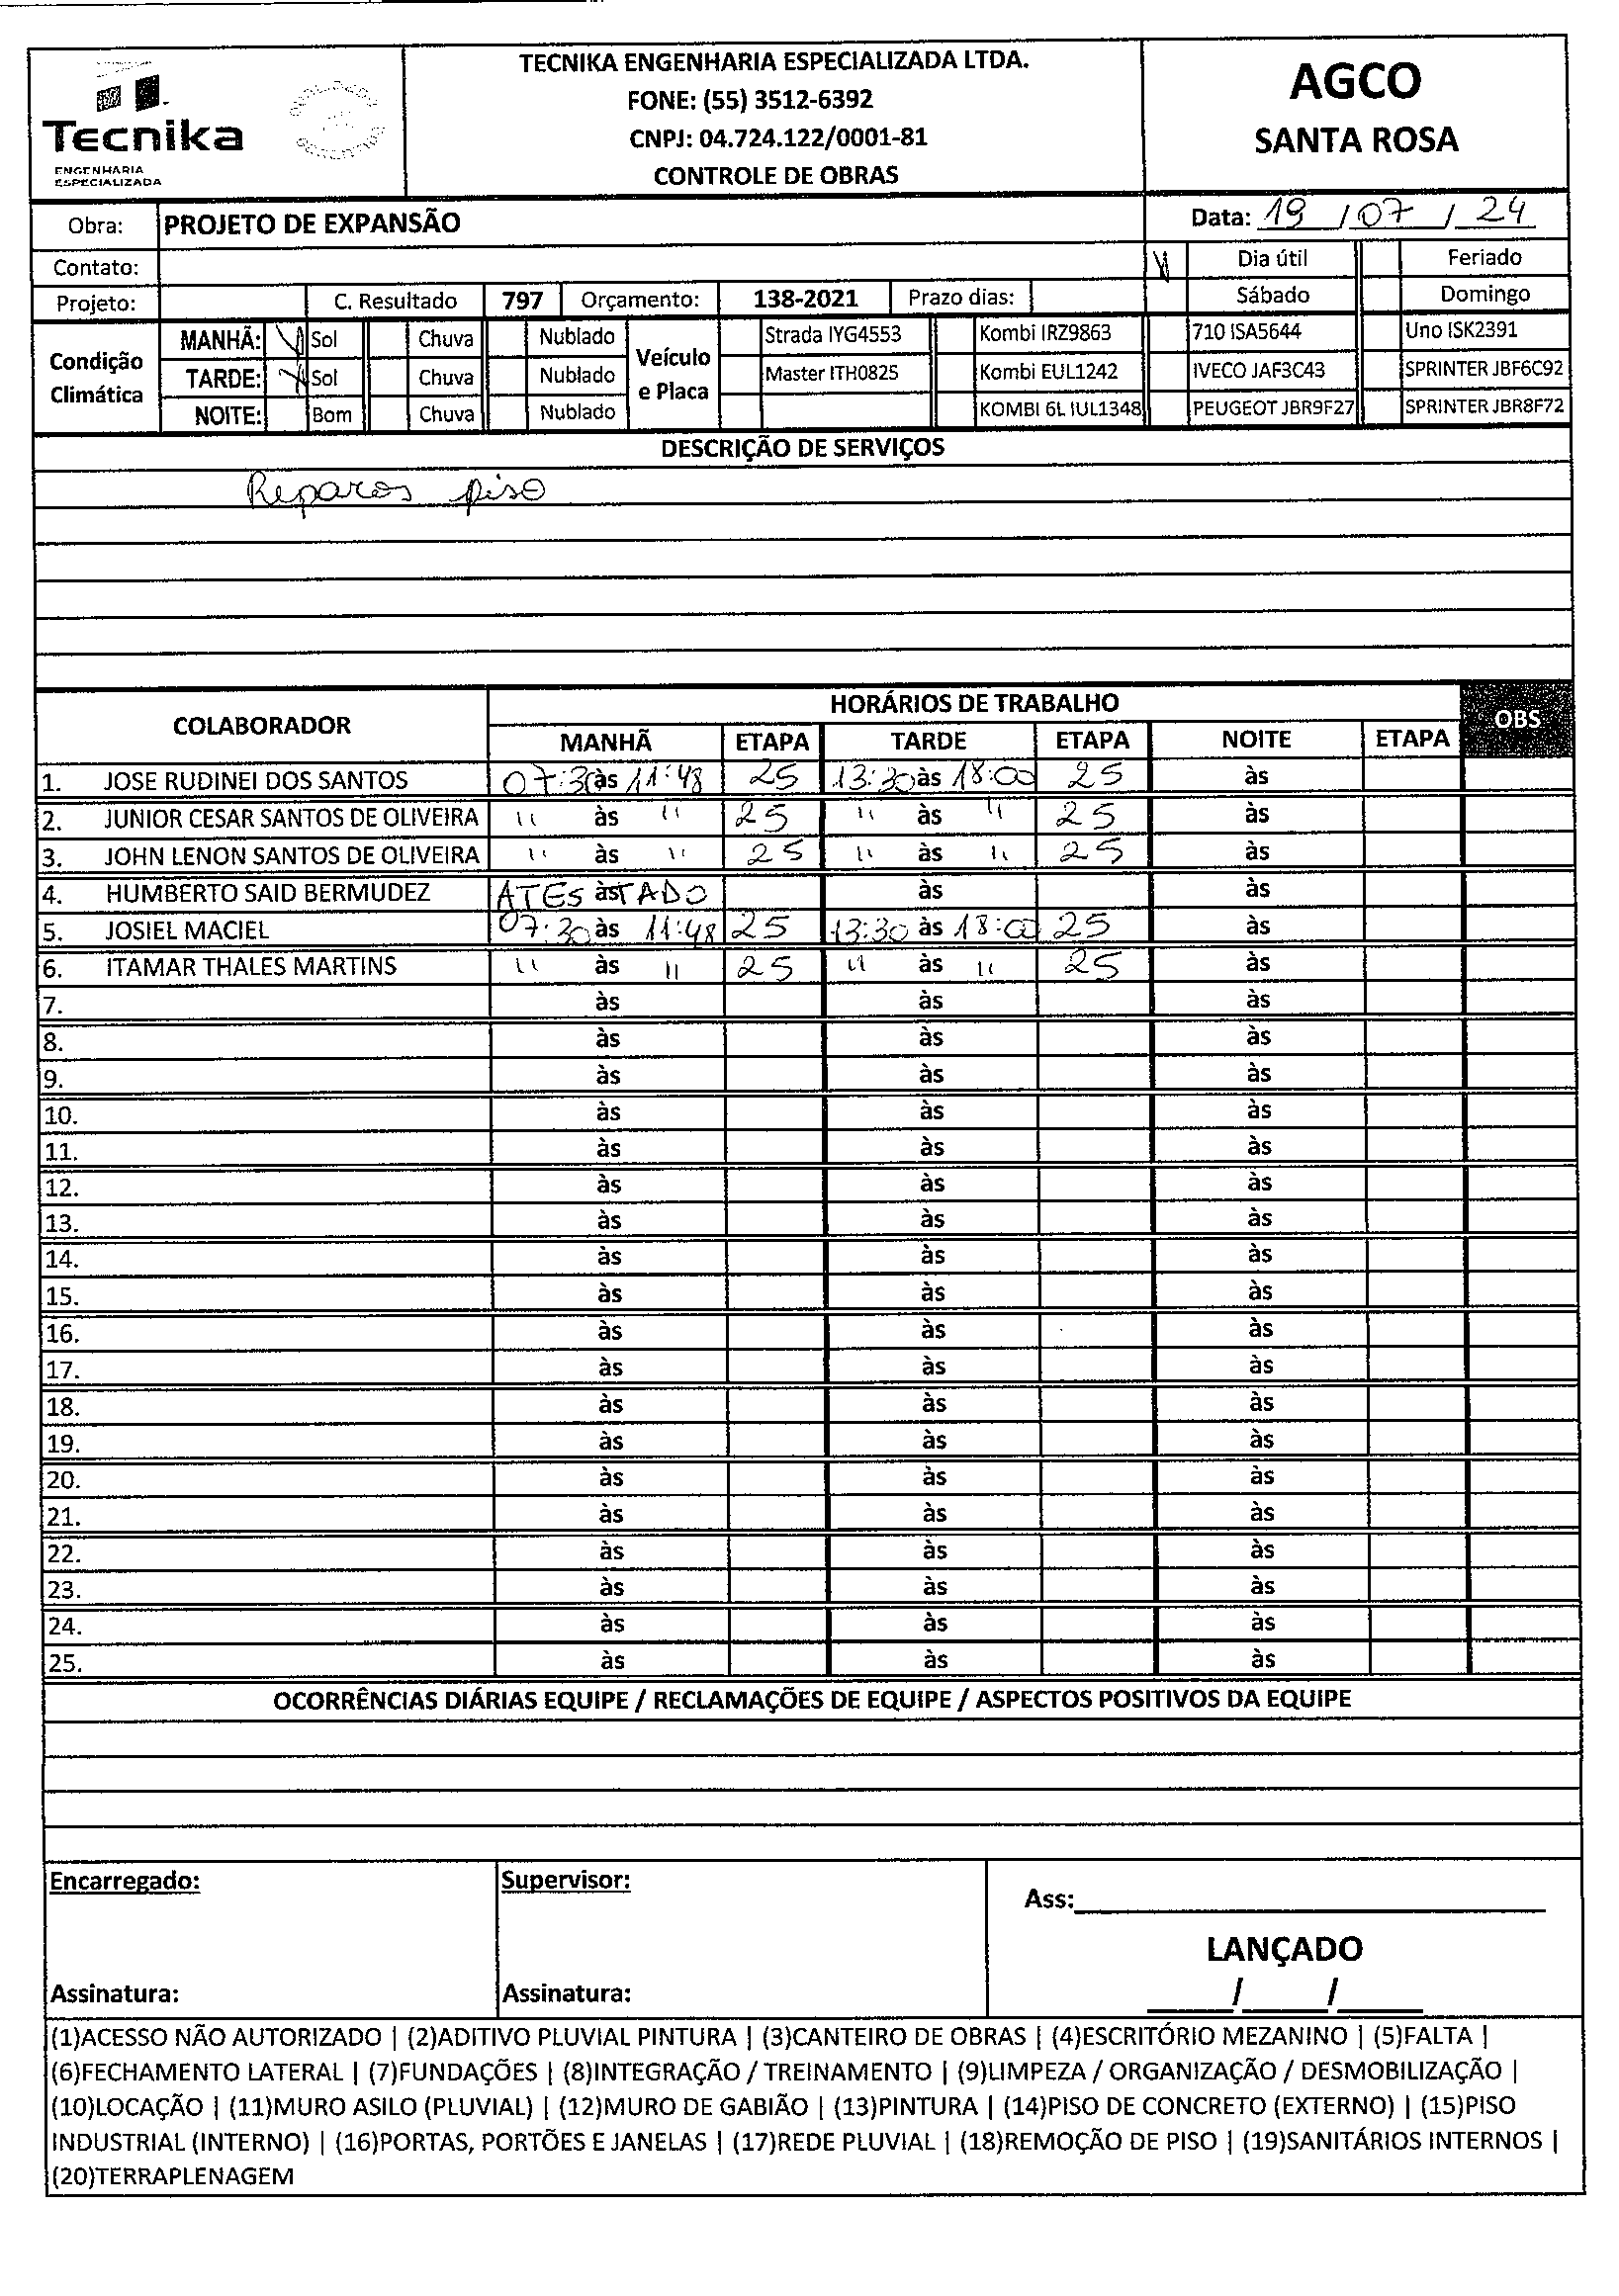 Tecnika
ENGENHARIA
ESPECIALIZADA
TECNIKA ENGENHARIA ESPECIALIZADA LTDA.
FONE: (55) 3512-6392
CNPJ: 04.724.122/0001-81
CONTROLE DE OBRAS
AGCO
SANTA ROSA
Obra: PROJETO DE EXPANSÃO Data: 19/07/24
Contato: Dia útil Feriado
Projeto: C. Resultado 797 Orçamento: 138-2021 Prazo dias: Sábado Domingo
Condição Climática
MANHÃ: Sol Chuva Nublado
TARDE: Sol Chuva Nublado
NOITE: Bom Chuva Nublado
Veículo e Placa
Strada IYG4553 Kombi IRZ9863 710 ISA5644 Uno ISK2391
Master ITH0825 Kombi EUL1242 IVECO JAF3C43 SPRINTER JBF6C92
KOMBI 6L IUL1348 PEUGEOT JBR9F27 SPRINTER JBR8F72
DESCRIÇÃO DE SERVIÇOS
Reparos piso
COLABORADOR HORÁRIOS DE TRABALHO OBS
MANHÃ ETAPA TARDE ETAPA NOITE ETAPA
1. JOSE RUDINEI DOS SANTOS 07:30 às 11:48 25 13:30 às 18:00 25 às
2. JUNIOR CESAR SANTOS DE OLIVEIRA " às " 25 " às " 25 às
3. JOHN LENON SANTOS DE OLIVEIRA " às " 25 " às " 25 às
4. HUMBERTO SAID BERMUDEZ ATESTADO às às às
5. JOSIEL MACIEL 07:30 às 11:48 25 13:30 às 18:00 25 às
6. ITAMAR THALES MARTINS " às " 25 " às " 25 às
7. às às às
8. às às às
9. às às às
10. às às às
11. às às às
12. às às às
13. às às às
14. às às às
15. às às às
16. às às às
17. às às às
18. às às às
19. às às às
20. às às às
21. às às às
22. às às às
23. às às às
24. às às às
25. às às às
OCORRÊNCIAS DIÁRIAS EQUIPE / RECLAMAÇÕES DE EQUIPE / ASPECTOS POSITIVOS DA EQUIPE
Encarregado: Supervisor: Ass:
LANÇADO
Assinatura: Assinatura: / /
(1)ACESSO NÃO AUTORIZADO | (2)ADITIVO PLUVIAL PINTURA | (3)CANTEIRO DE OBRAS | (4)ESCRITÓRIO MEZANINO | (5)FALTA |
(6)FECHAMENTO LATERAL | (7)FUNDAÇÕES | (8)INTEGRAÇÃO / TREINAMENTO | (9)LIMPEZA / ORGANIZAÇÃO / DESMOBILIZAÇÃO |
(10)LOCAÇÃO | (11)MURO ASILO (PLUVIAL) | (12)MURO DE GABIÃO | (13)PINTURA | (14)PISO DE CONCRETO (EXTERNO) | (15)PISO
INDUSTRIAL (INTERNO) | (16)PORTAS, PORTÕES E JANELAS | (17)REDE PLUVIAL | (18)REMOÇÃO DE PISO | (19)SANITÁRIOS INTERNOS |
(20)TERRAPLENAGEM